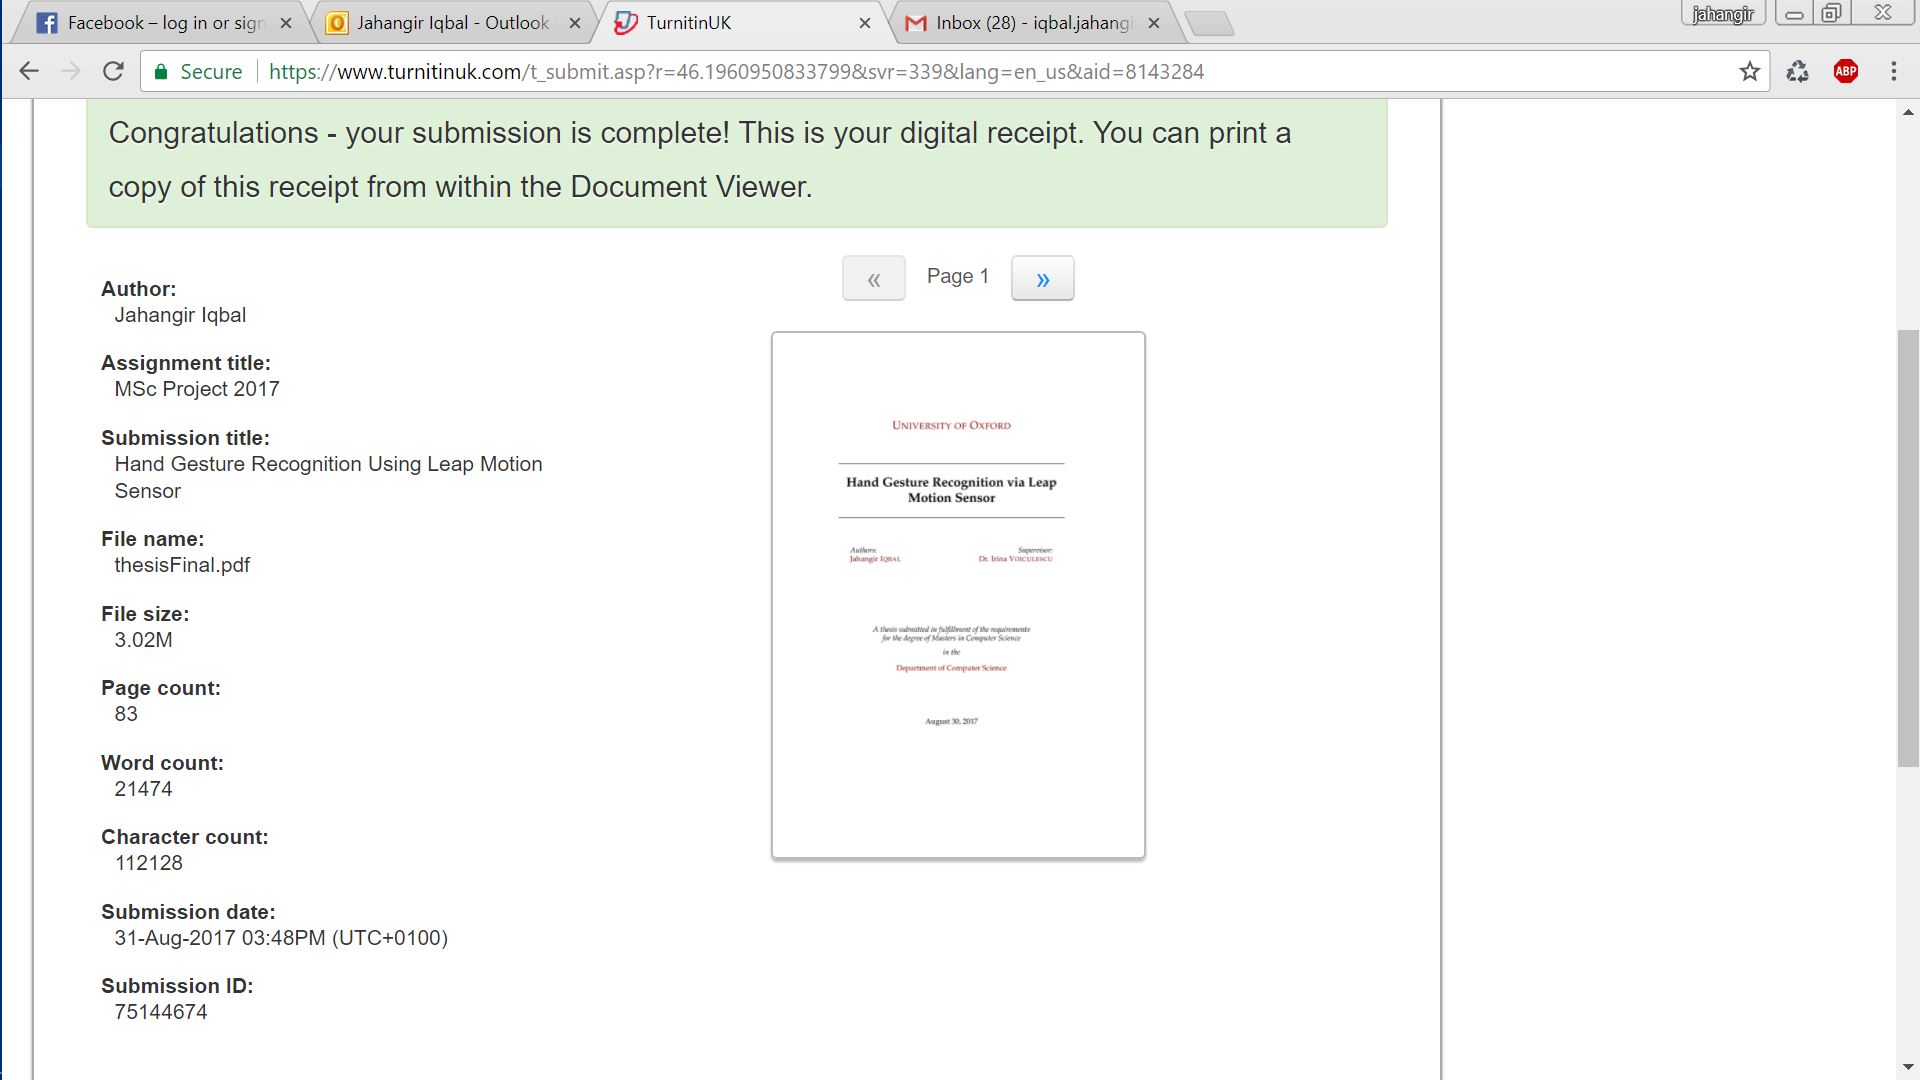 Facebook – log in or sign
Jahangir Iqbal - Outlook
TurnitinUK
Inbox (28) - iqbal.jahangi
jahangir
Secure
https://www.turnitinuk.com/t_submit.asp?r=46.1960950833799&svr=339&lang=en_us&aid=8143284
ABP
Congratulations - your submission is complete! This is your digital receipt. You can print a
copy of this receipt from within the Document Viewer.
Author:
Jahangir Iqbal
Assignment title:
MSc Project 2017
Submission title:
Hand Gesture Recognition Using Leap Motion
Sensor
File name:
thesisFinal.pdf
File size:
3.02M
Page count:
83
Word count:
21474
Character count:
112128
Submission date:
31-Aug-2017 03:48PM (UTC+0100)
Submission ID:
75144674
« Page 1 »
UNIVERSITY OF OXFORD
Hand Gesture Recognition via Leap
Motion Sensor
Authors:
Jahangir IQBAL
Supervisor:
Dr. Irina VOICULESCU
A thesis submitted in fulfillment of the requirements
for the degree of Masters in Computer Science
in the
Department of Computer Science
August 30, 2017